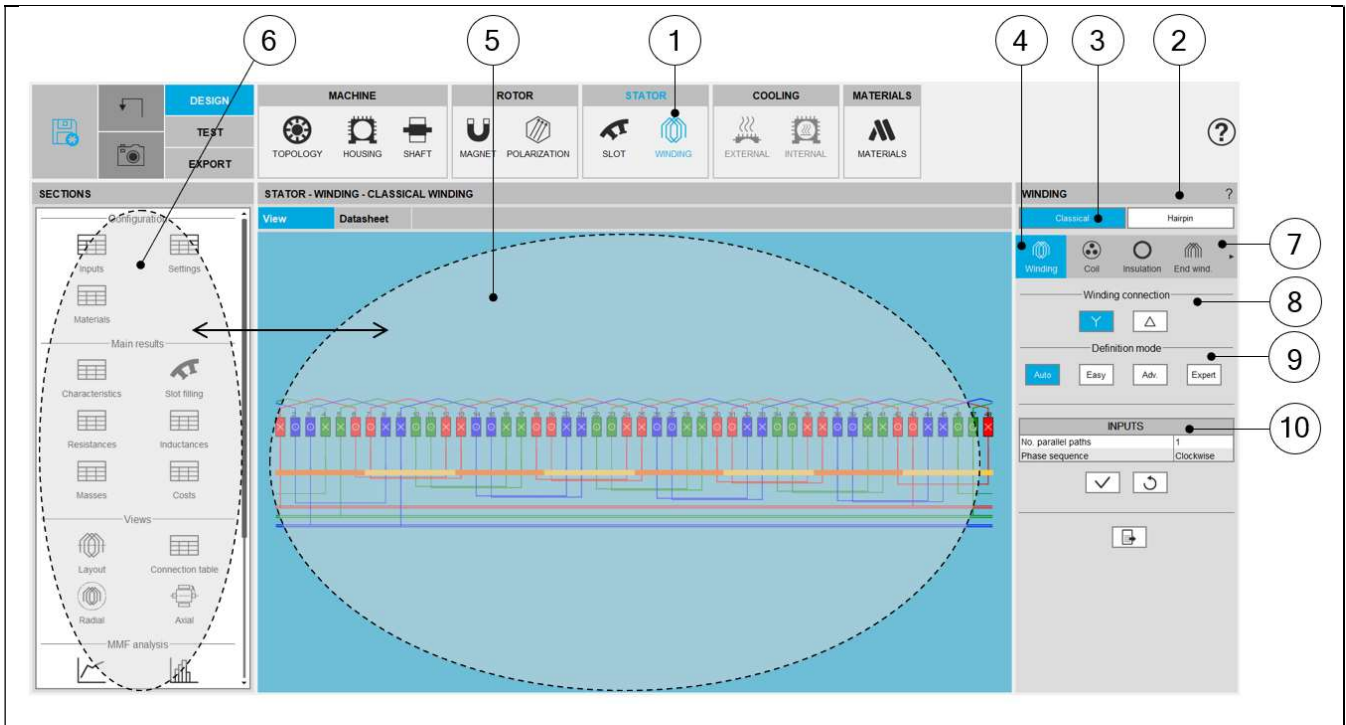 6 5 1 4 3 2
DESIGN MACHINE ROTOR STATOR COOLING MATERIALS
TEST
TOPOLOGY HOUSING SHAFT MAGNET POLARIZATION SLOT WINDING EXTERNAL INTERNAL MATERIALS
EXPORT
?
SECTIONS STATOR - WINDING - CLASSICAL WINDING WINDING ?
Configuration View Datasheet Classical Hairpin
Inputs Settings Winding Coil Insulation End wind. 7
Materials Winding connection 8
Main results Definition mode 9
Characteristics Slot filling Auto Easy Adv. Expert
Resistances Inductances INPUTS 10
No. parallel paths 1
Phase sequence Clockwise
Masses Costs
Views
Layout Connection table
Radial Axial
MMF analysis